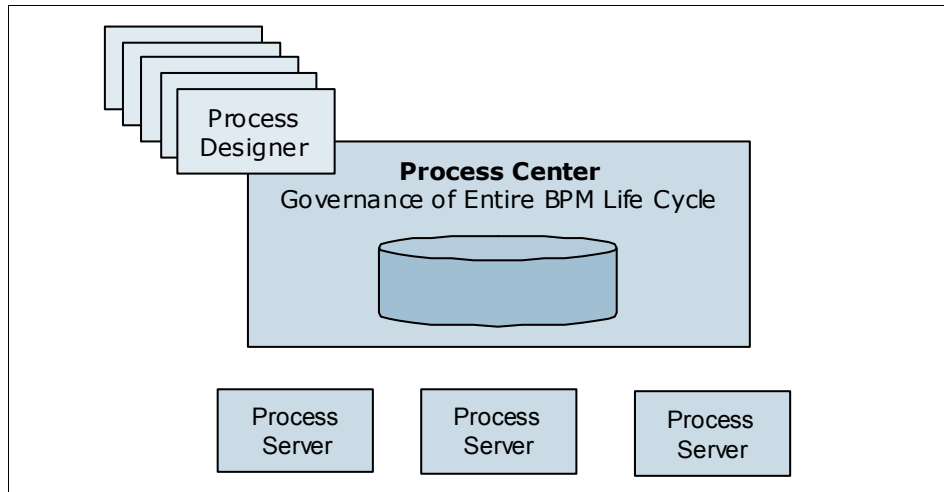 Process
Designer
Process Center
Governance of Entire BPM Life Cycle
Process
Server
Process
Server
Process
Server